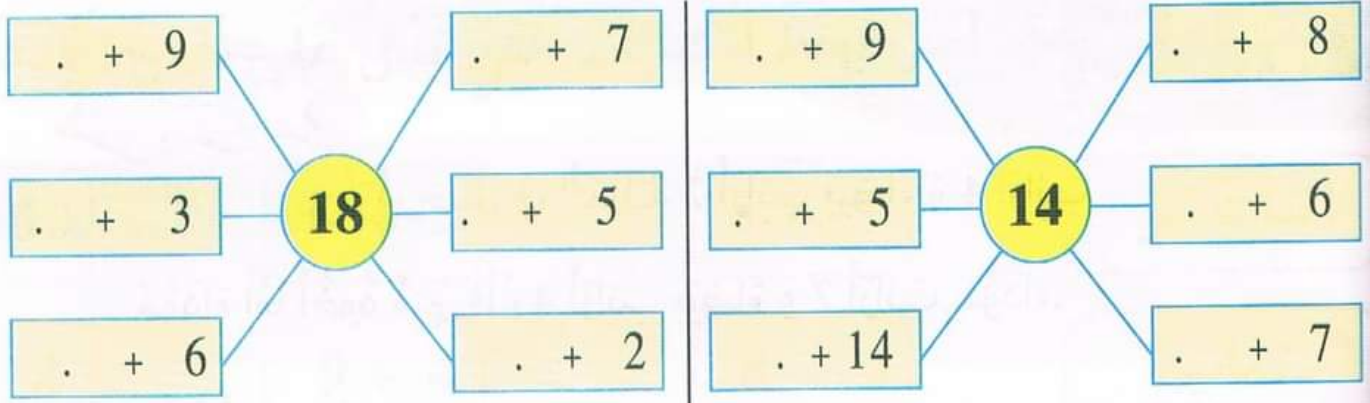 . + 9
. + 7
. + 3
18
. + 5
. + 6
. + 2
. + 9
. + 8
. + 5
14
. + 6
. + 14
. + 7